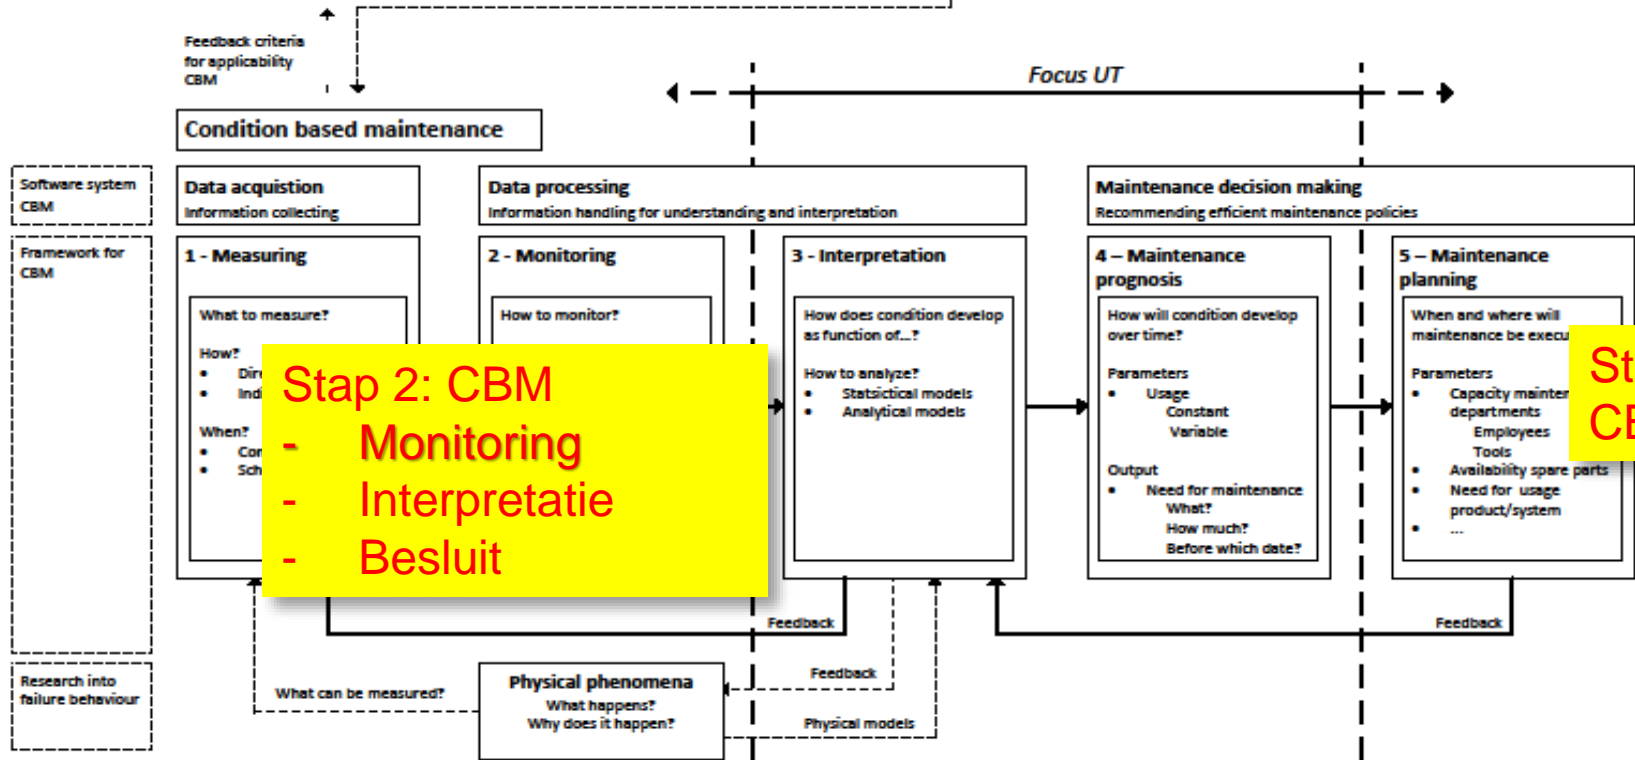 Feedback criteria
for applicability
CBM
Focus UT
Condition based maintenance
Software system
CBM
Data acquistion
Information collecting
Data processing
Information handling for understanding and interpretation
Maintenance decision making
Recommending efficient maintenance policies
Framework for
CBM
1 - Measuring
What to measure?
How?
When?
2 - Monitoring
How to monitor?
3 - Interpretation
How does condition develop
as function of...?
How to analyze?
• Statsictical models
• Analytical models
4 – Maintenance
prognosis
How will condition develop
over time?
Parameters
• Usage
Constant
Variable
Output
• Need for maintenance
What?
How much?
Before which date?
5 – Maintenance
planning
When and where will
maintenance be
Parameters
• Capacity
departments
Employees
Tools
• Availability spare parts
• Need for usage
product/system
• ...
Stap 2: CBM
- Monitoring
- Interpretatie
- Besluit
Feedback
Feedback
Research into
failure behaviour
What can be measured?
Physical phenomena
What happens?
Why does it happen?
Feedback
Physical models